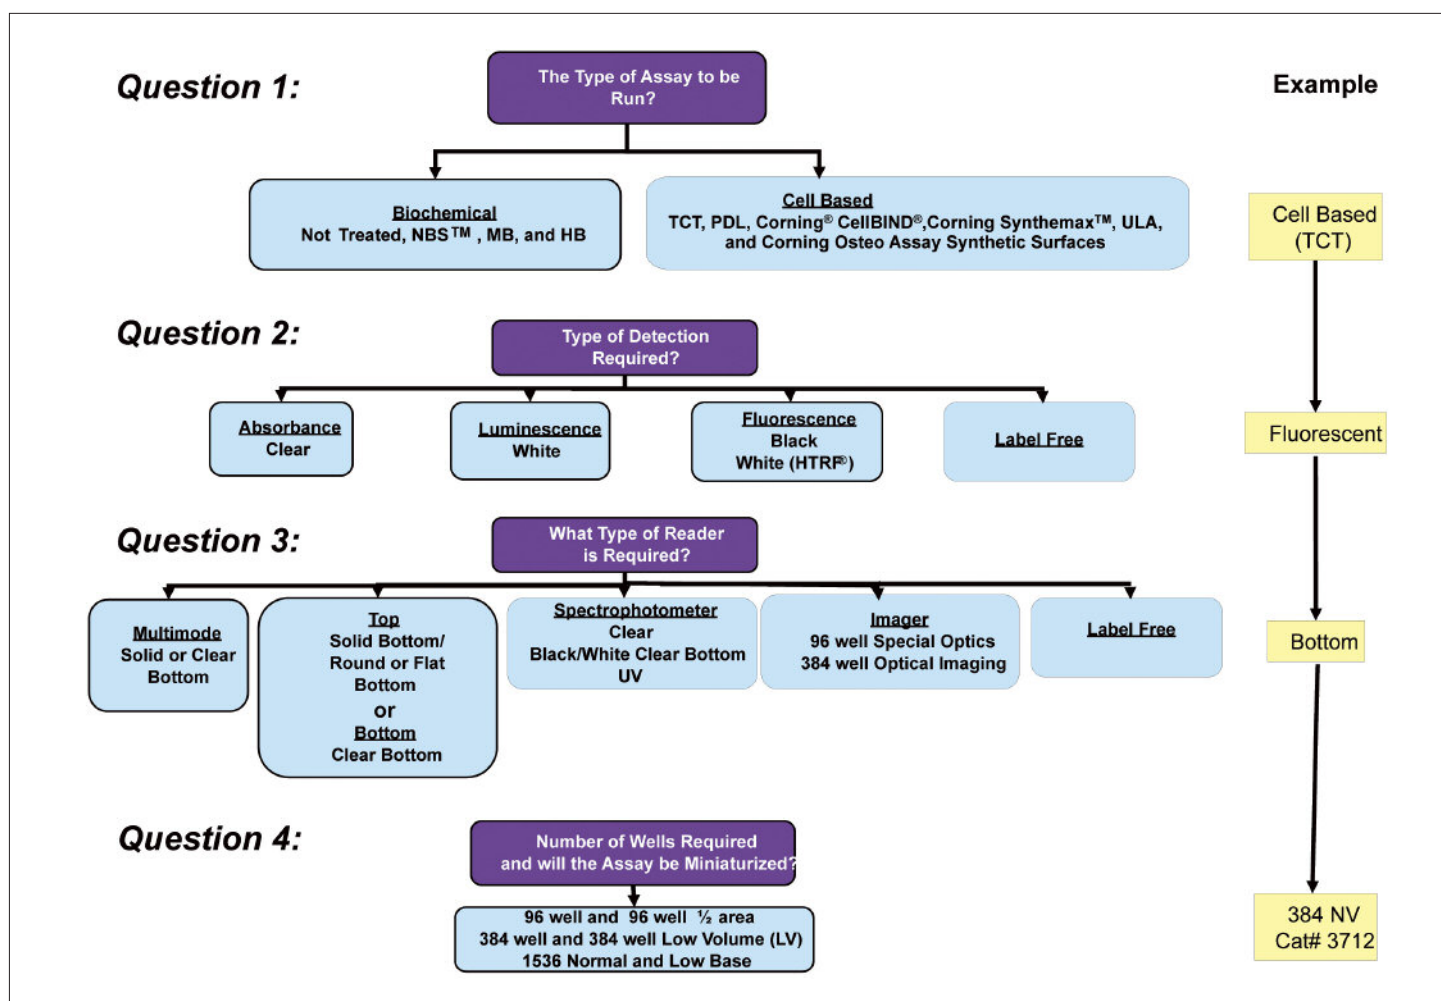 Question 1:
The Type of Assay to be
Run?
Example
Biochemical
Not Treated, NBS™ , MB, and HB
Cell Based
TCT, PDL, Corning® CellBIND®,Corning Synthemax™, ULA,
and Corning Osteo Assay Synthetic Surfaces
Cell Based
(TCT)
Question 2:
Type of Detection
Required?
Absorbance
Clear
Luminescence
White
Fluorescence
Black
White (HTRF®)
Label Free
Fluorescent
Question 3:
What Type of Reader
is Required?
Multimode
Solid or Clear
Bottom
Top
Solid Bottom/
Round or Flat
Bottom
or
Bottom
Clear Bottom
Spectrophotometer
Clear
Black/White Clear Bottom
UV
Imager
96 well Special Optics
384 well Optical Imaging
Label Free
Bottom
Question 4:
Number of Wells Required
and will the Assay be Miniaturized?
96 well and 96 well ½ area
384 well and 384 well Low Volume (LV)
1536 Normal and Low Base
384 NV
Cat# 3712